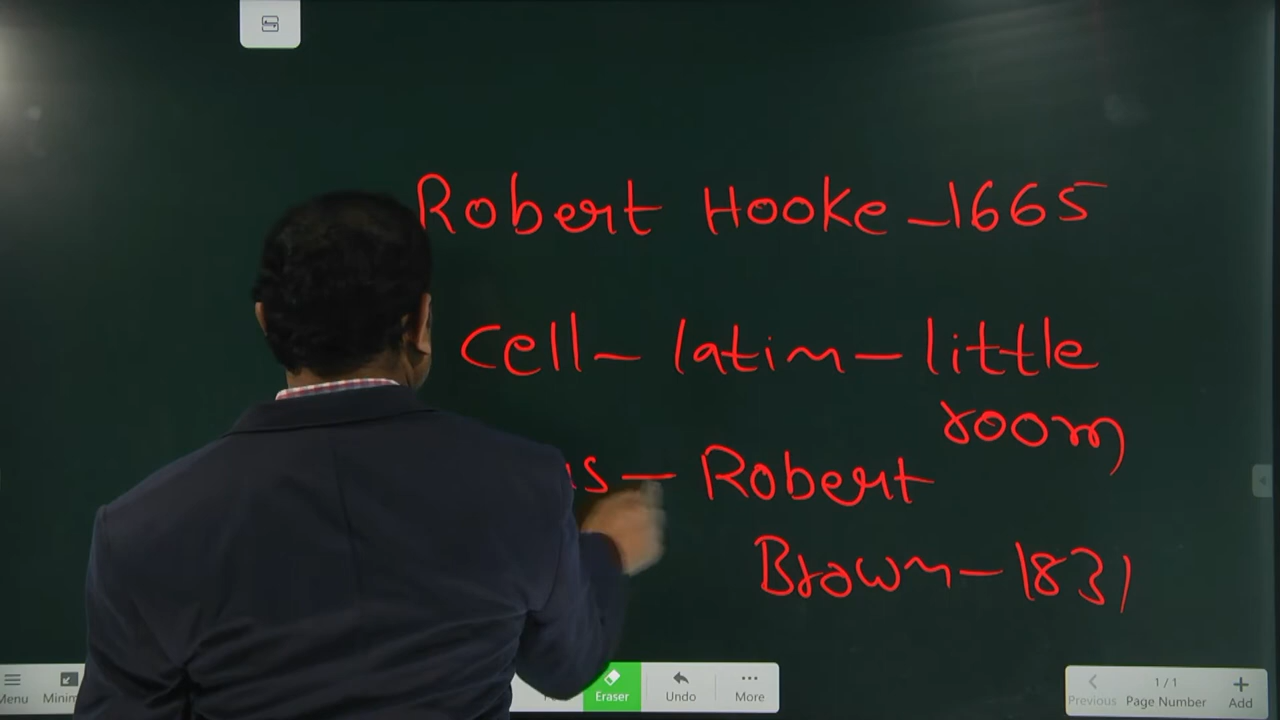 Robert Hooke - 1665
Cell - latin - little
room
us - Robert
Brown - 1831
Menu
Eraser
Undo
More
Previous
1 / 1
Page Number
Add